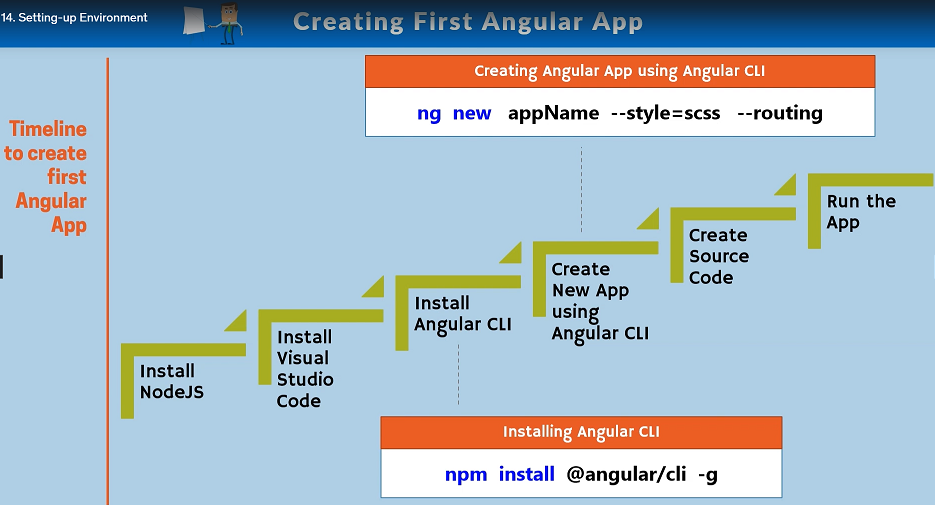 14. Setting-up Environment
Creating First Angular App
Creating Angular App using Angular CLI
ng new appName --style=scss --routing
Timeline
to create
first
Angular
App
Install
NodeJS
Install
Visual
Studio
Code
Install
Angular CLI
Create
New App
using
Angular CLI
Create
Source
Code
Run the
App
Installing Angular CLI
npm install @angular/cli -g